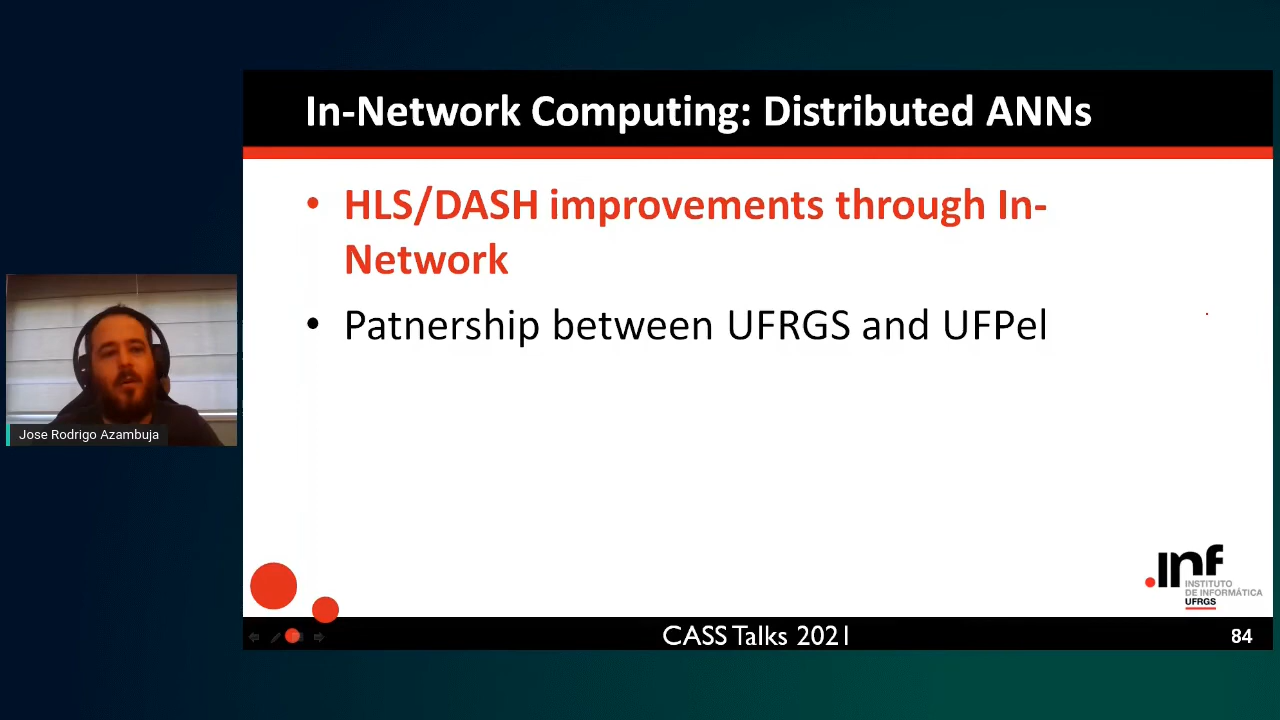 In-Network Computing: Distributed ANNs
• HLS/DASH improvements through In-
Network
• Patnership between UFRGS and UFPel
Jose Rodrigo Azambuja
.inf
INSTITUTO
DE INFORMÁTICA
UFRGS
CASS Talks 2021
84